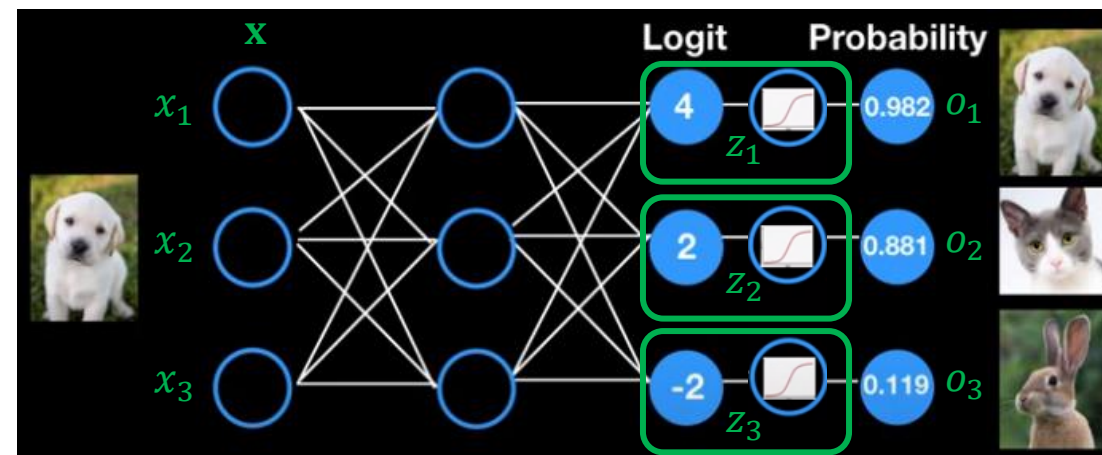 x
Logit Probability
x₁ 4 z₁ 0.982 o₁
x₂ 2 z₂ 0.881 o₂
x₃ -2 z₃ 0.119 o₃